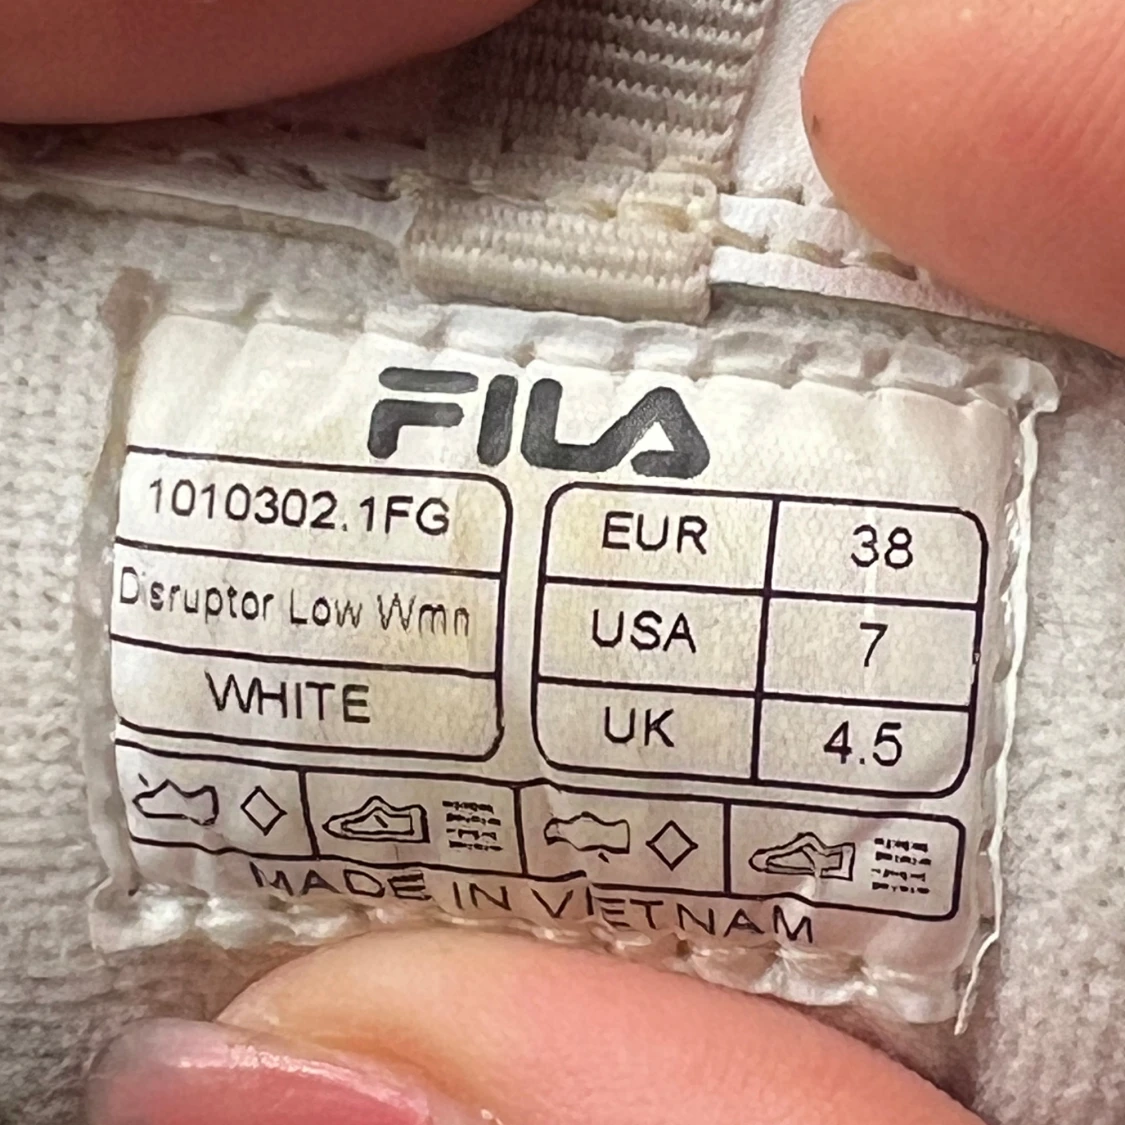 FILA
1010302.1FG
Disruptor Low Wmn
WHITE
EUR 38
USA 7
UK 4.5
MADE IN VIETNAM